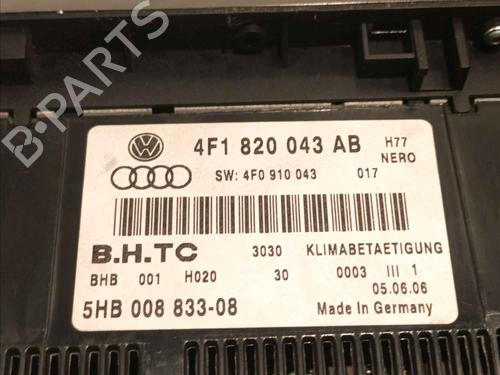 4F1 820 043 AB H77
NERO
SW: 4F0 910 043 017
B.H.TC 3030 KLIMABETAETIGUNG
BHB 001 H020 30 0003 III 1
05.06.06
5HB 008 833-08 Made in Germany
B-PARTS